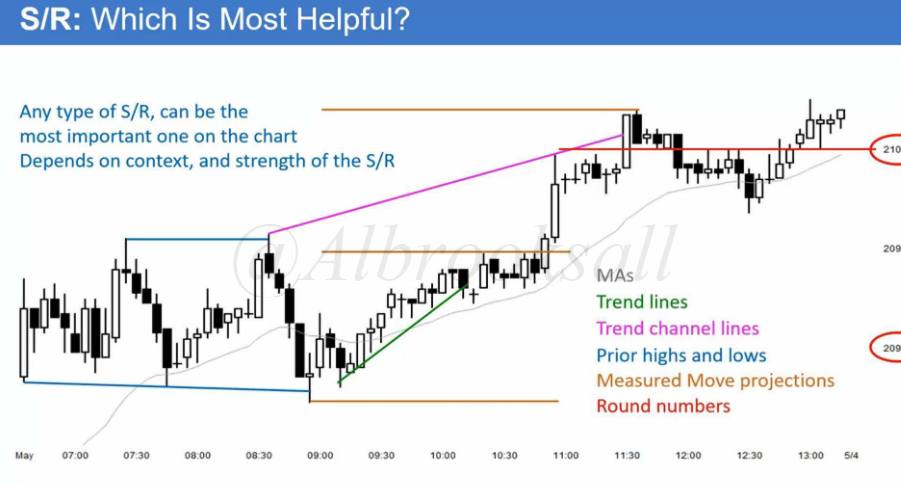 S/R: Which Is Most Helpful?
Any type of S/R, can be the
most important one on the chart
Depends on context, and strength of the S/R
210
209
209
@Albrooksall
MAs
Trend lines
Trend channel lines
Prior highs and lows
Measured Move projections
Round numbers
May 07:00 07:30 08:00 08:30 09:00 09:30 10:00 10:30 11:00 11:30 12:00 12:30 13:00 5/4